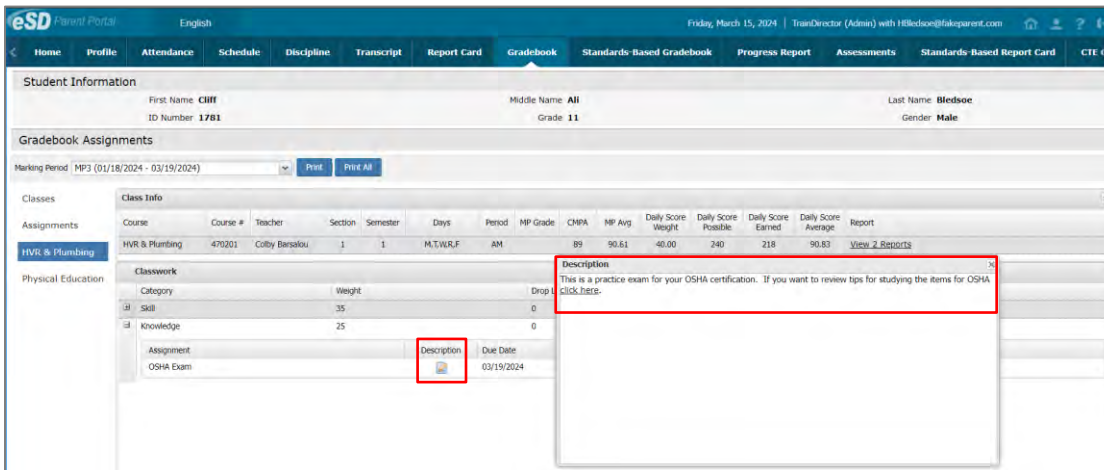 eSD Parent Portal English Friday, March 15, 2024 | TrainDirector (Admin) with HBledsoe@fakeparent.com ?
Home Profile Attendance Schedule Discipline Transcript Report Card Gradebook Standards-Based Gradebook Progress Report Assessments Standards-Based Report Card CTE
Student Information
First Name Cliff Middle Name Ali Last Name Bledsoe
ID Number 1781 Grade 11 Gender Male
Gradebook Assignments
Marking Period MP3 (01/18/2024 - 03/19/2024) Print Print All
Classes
Assignments
HVR & Plumbing
Physical Education
Class Info
Course Course # Teacher Section Semester Days Period MP Grade CMPA MP Avg Daily Score Weight Daily Score Possible Daily Score Earned Daily Score Average Report
HVR & Plumbing 470201 Colby Barsalou 1 1 M,T,W,R,F AM 89 90.61 40.00 240 218 90.83 View 2 Reports
Classwork
Category Weight Drop
Skill 35 0
Knowledge 25 0
Assignment Description Due Date
OSHA Exam 03/19/2024
Description x
This is a practice exam for your OSHA certification. If you want to review tips for studying the items for OSHA
click here.